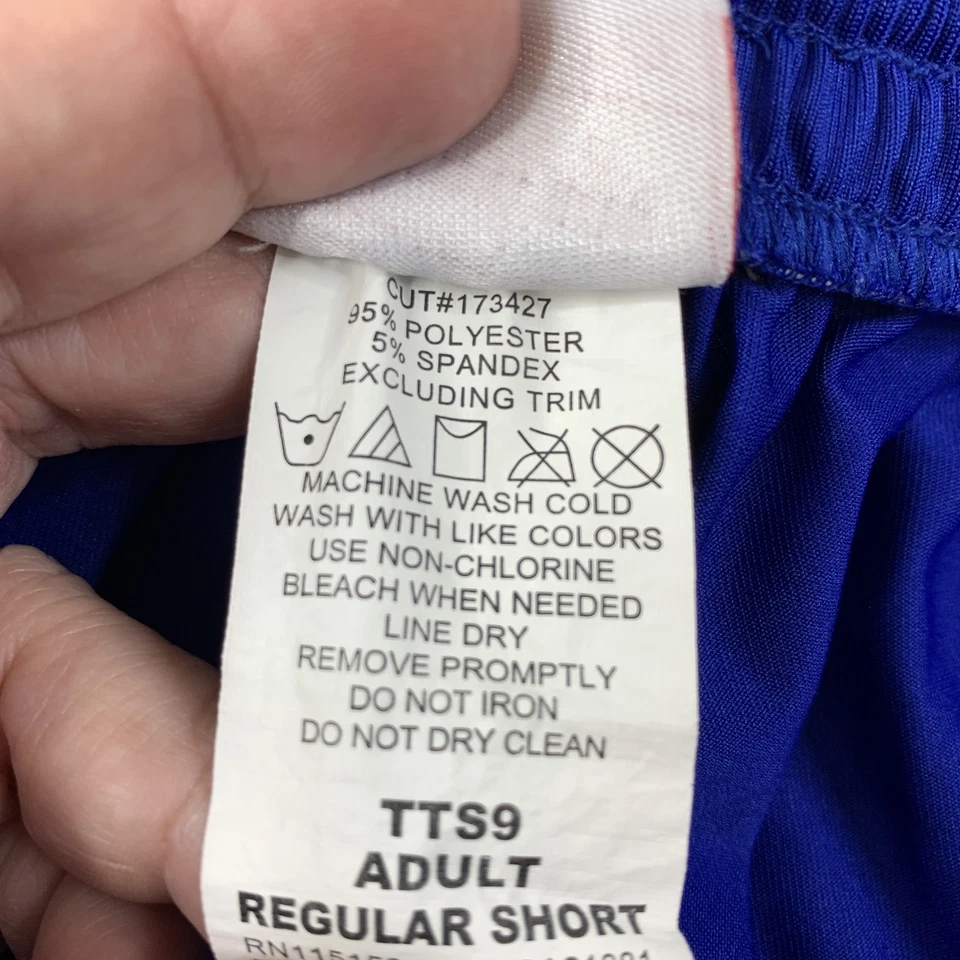 CUT#173427
95% POLYESTER
5% SPANDEX
EXCLUDING TRIM
MACHINE WASH COLD
WASH WITH LIKE COLORS
USE NON-CHLORINE
BLEACH WHEN NEEDED
LINE DRY
REMOVE PROMPTLY
DO NOT IRON
DO NOT DRY CLEAN
TTS9
ADULT
REGULAR SHORT